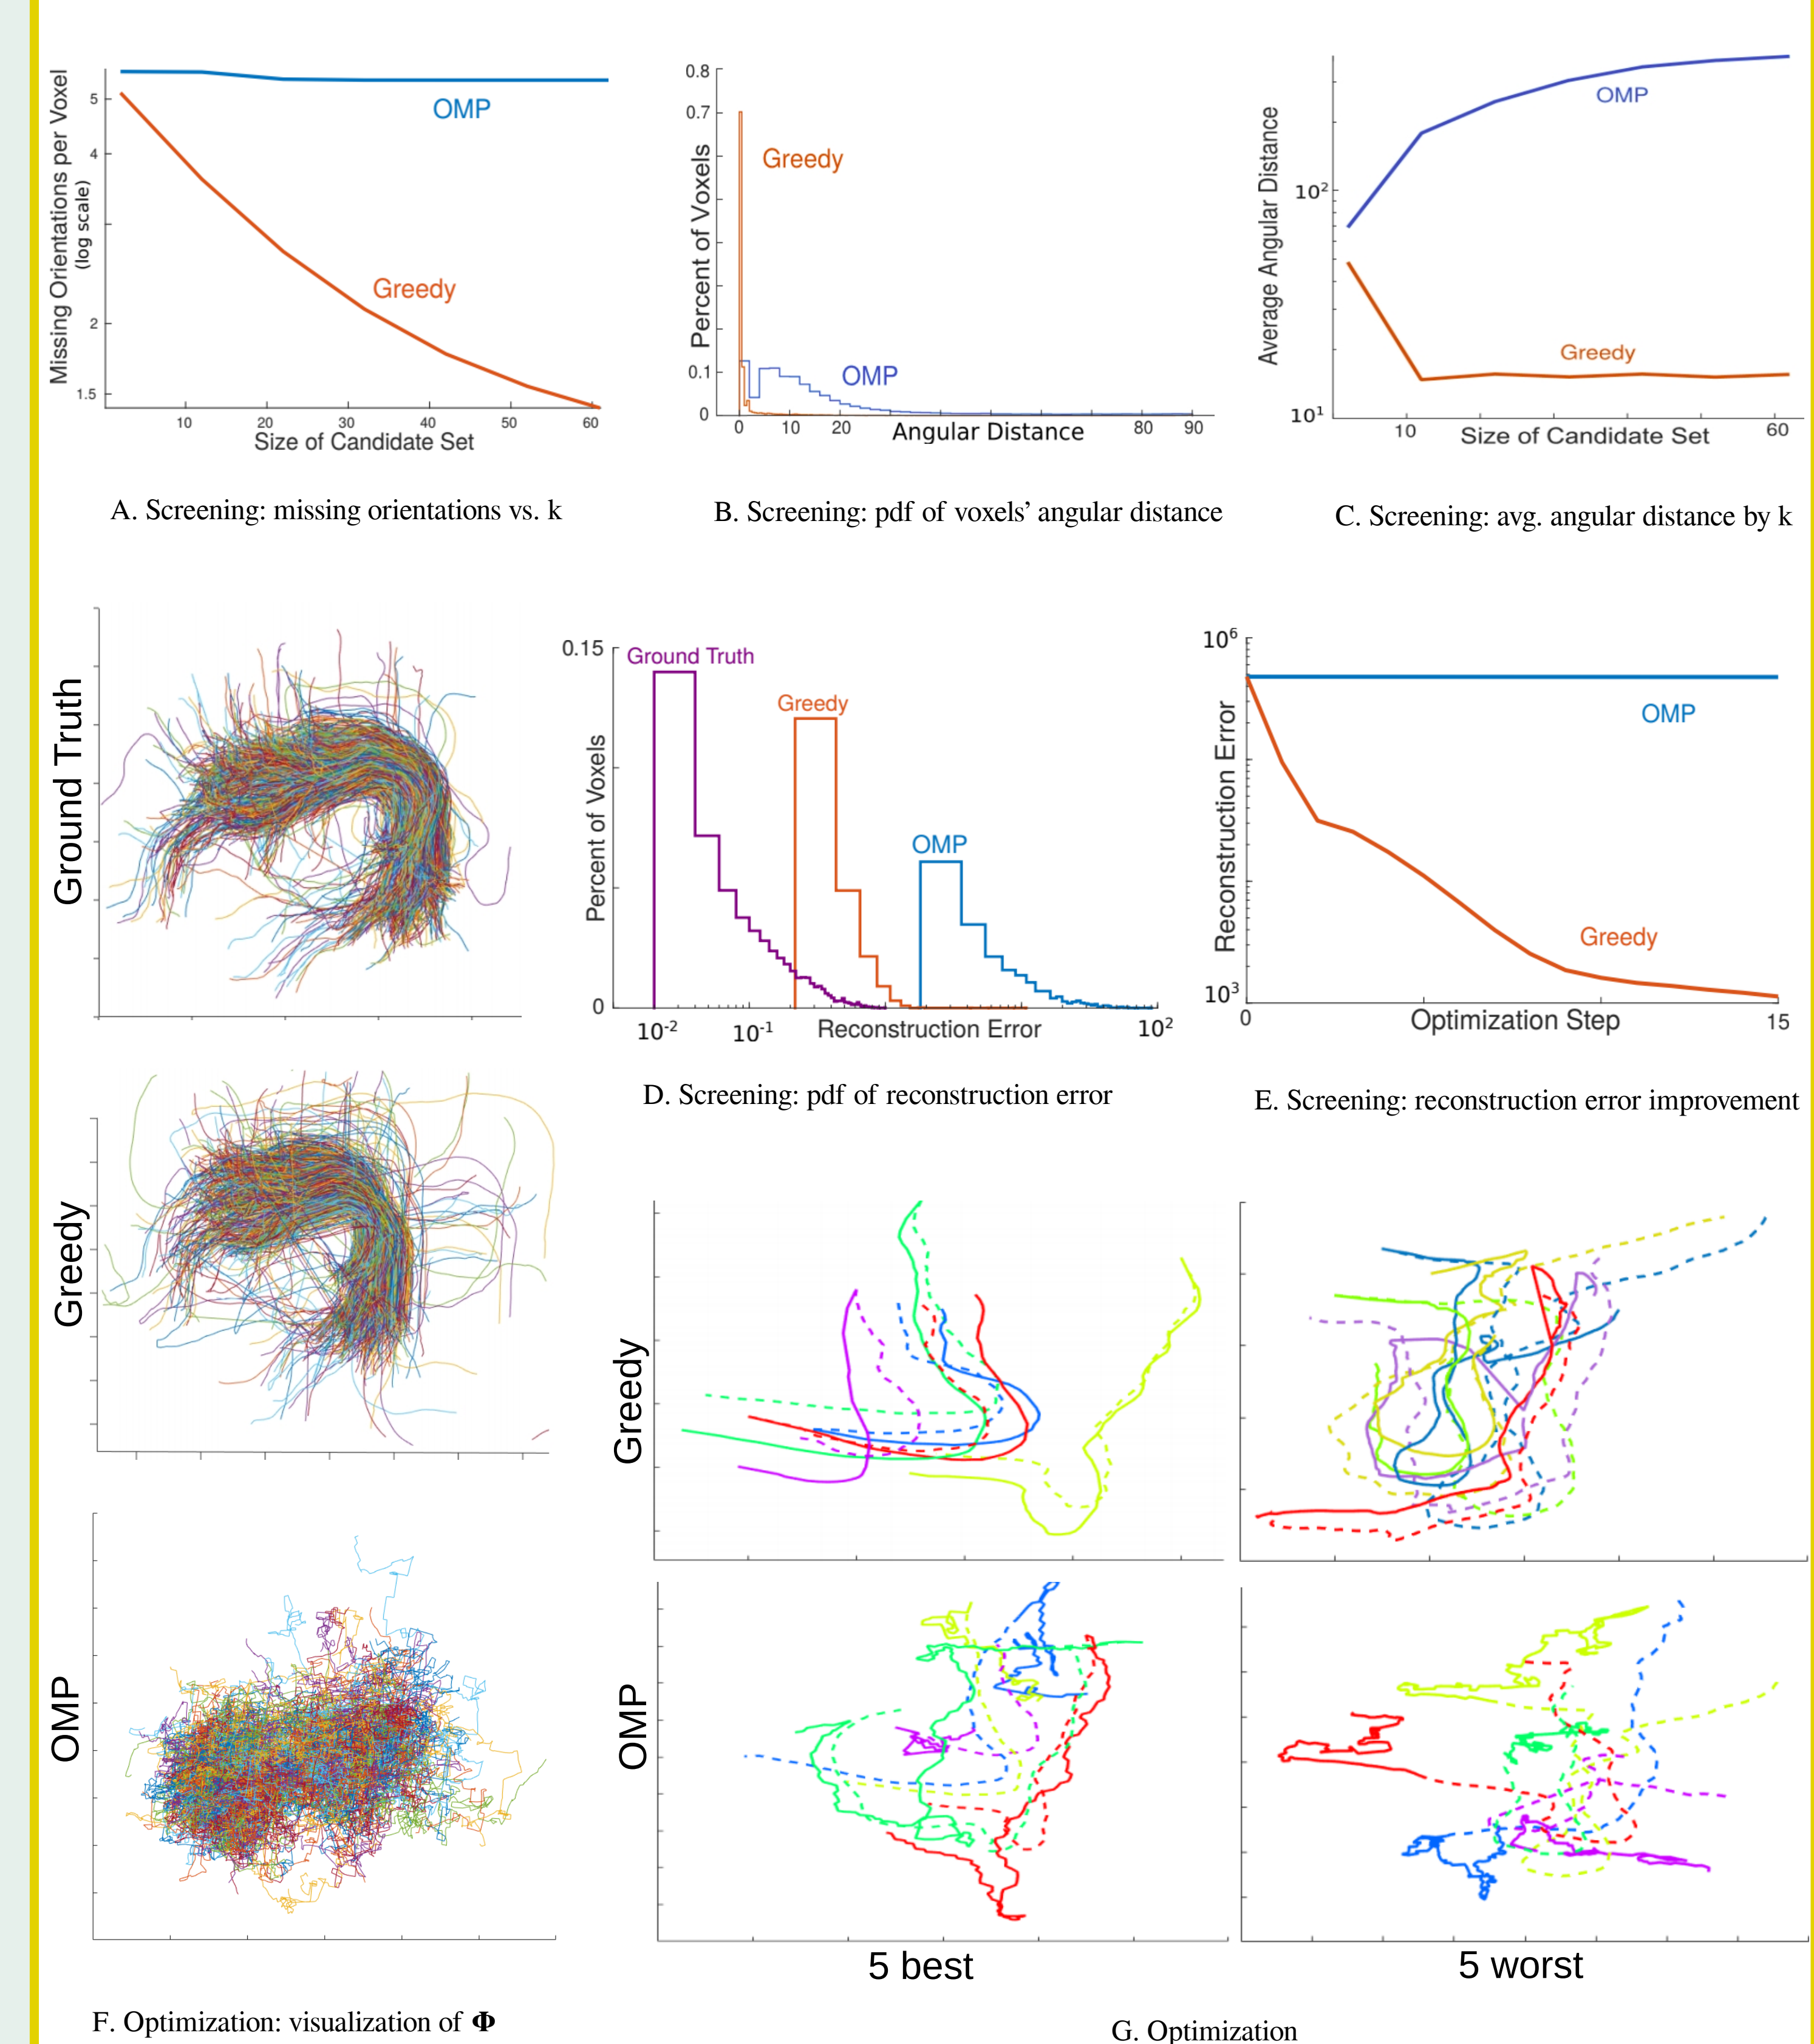 Missing Orientations per Voxel
(log scale)
5
4
2
1.5
OMP
Greedy
10 20 30 40 50 60
Size of Candidate Set
A. Screening: missing orientations vs. k
Percent of Voxels
0.8
0.7
0.1
0
Greedy
OMP
0 10 20 80 90
Angular Distance
B. Screening: pdf of voxels’ angular distance
Average Angular Distance
10²
10¹
OMP
Greedy
10 60
Size of Candidate Set
C. Screening: avg. angular distance by k
Ground Truth
Greedy
OMP
F. Optimization: visualization of Φ
Percent of Voxels
0.15
0
Ground Truth
Greedy
OMP
10⁻² 10⁻¹ 10²
Reconstruction Error
D. Screening: pdf of reconstruction error
Reconstruction Error
10⁶
10³
OMP
Greedy
0 15
Optimization Step
E. Screening: reconstruction error improvement
Greedy
OMP
5 best
5 worst
G. Optimization